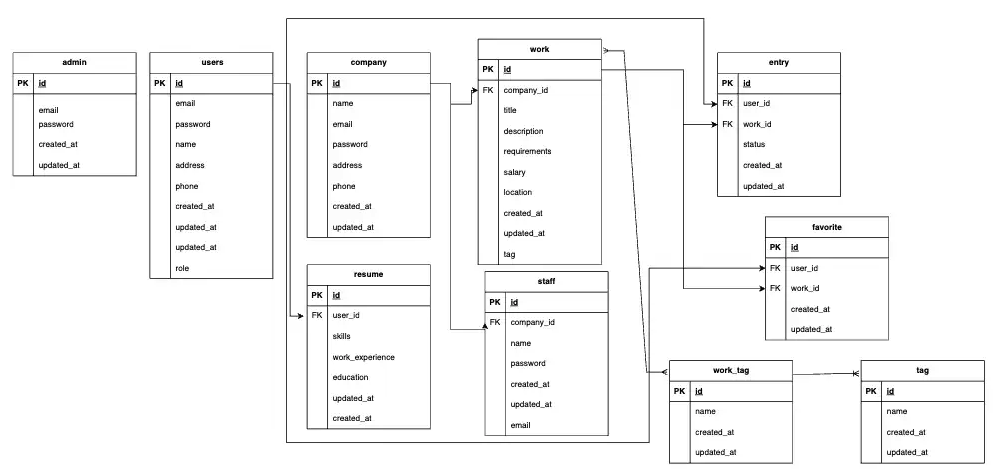 admin
PK id
email
password
created_at
updated_at
users
PK id
email
password
name
address
phone
created_at
updated_at
updated_at
role
company
PK id
name
email
password
address
phone
created_at
updated_at
work
PK id
FK company_id
title
description
requirements
salary
location
created_at
updated_at
tag
entry
PK id
FK user_id
FK work_id
status
created_at
updated_at
resume
PK id
FK user_id
skills
work_experience
education
updated_at
created_at
staff
PK id
FK company_id
name
password
created_at
updated_at
email
favorite
PK id
FK user_id
FK work_id
created_at
updated_at
work_tag
PK id
name
created_at
updated_at
tag
PK id
name
created_at
updated_at